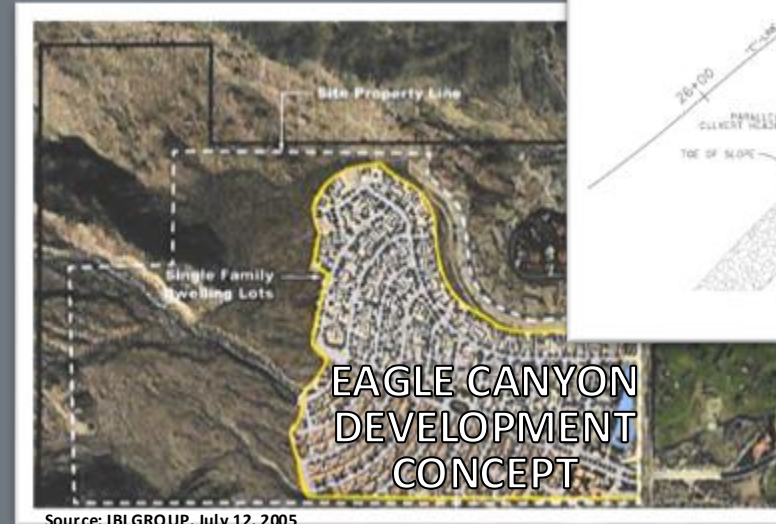 Site Property Line
Single Family
Dwelling Lots
EAGLE CANYON
DEVELOPMENT
CONCEPT
Source: IBI GROUP, July 12, 2005
26+00
TOE OF SLOPE